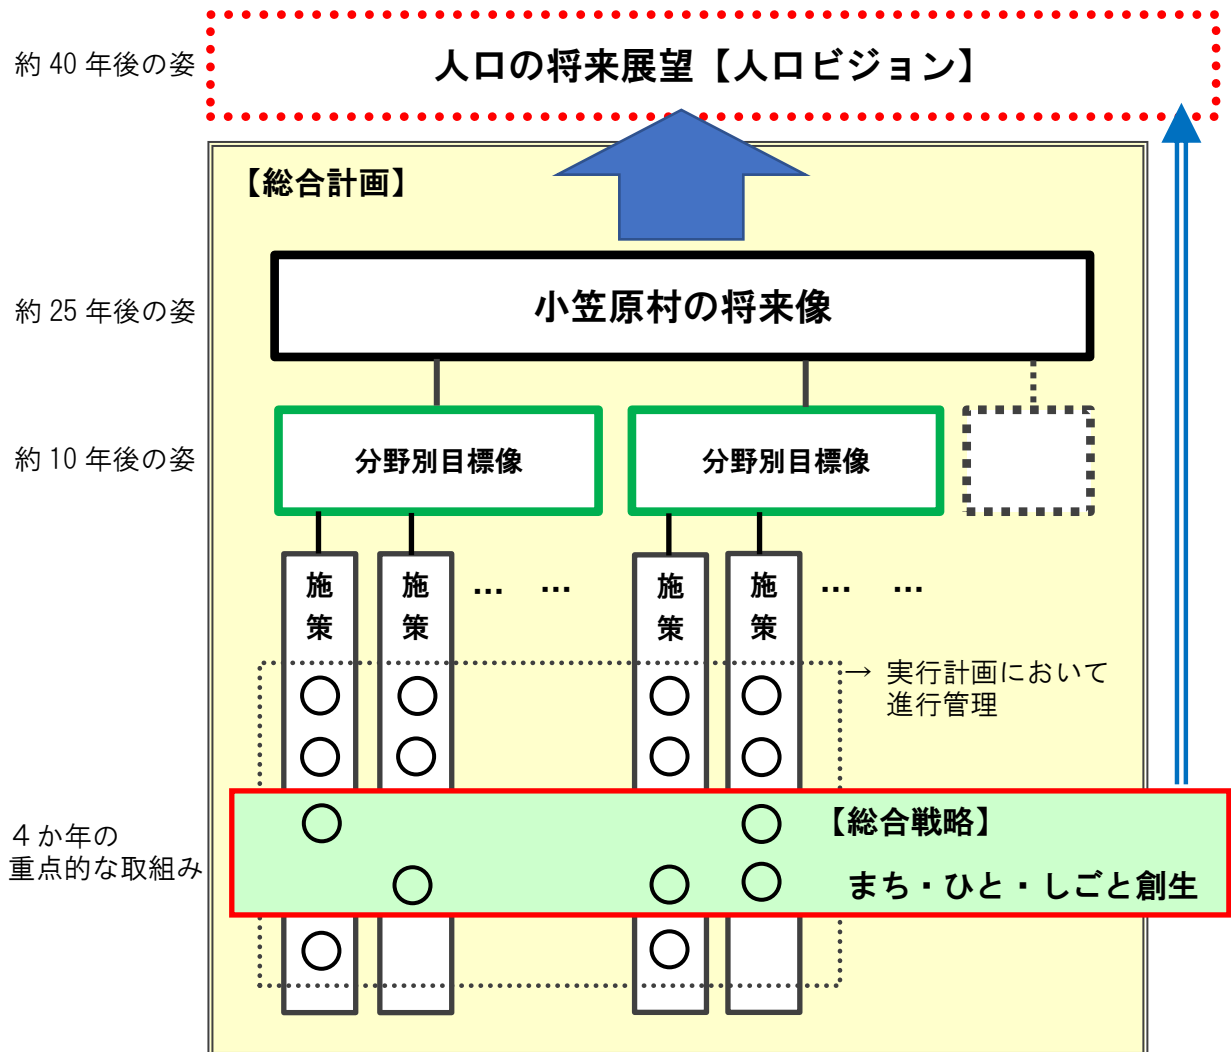 約 40 年後の姿
人口の将来展望【人口ビジョン】
【総合計画】
約 25 年後の姿
小笠原村の将来像
約 10 年後の姿
分野別目標像
分野別目標像
施策
施策
… …
施策
施策
… …
→ 実行計画において
進行管理
4 か年の
重点的な取組み
【総合戦略】
まち・ひと・しごと創生